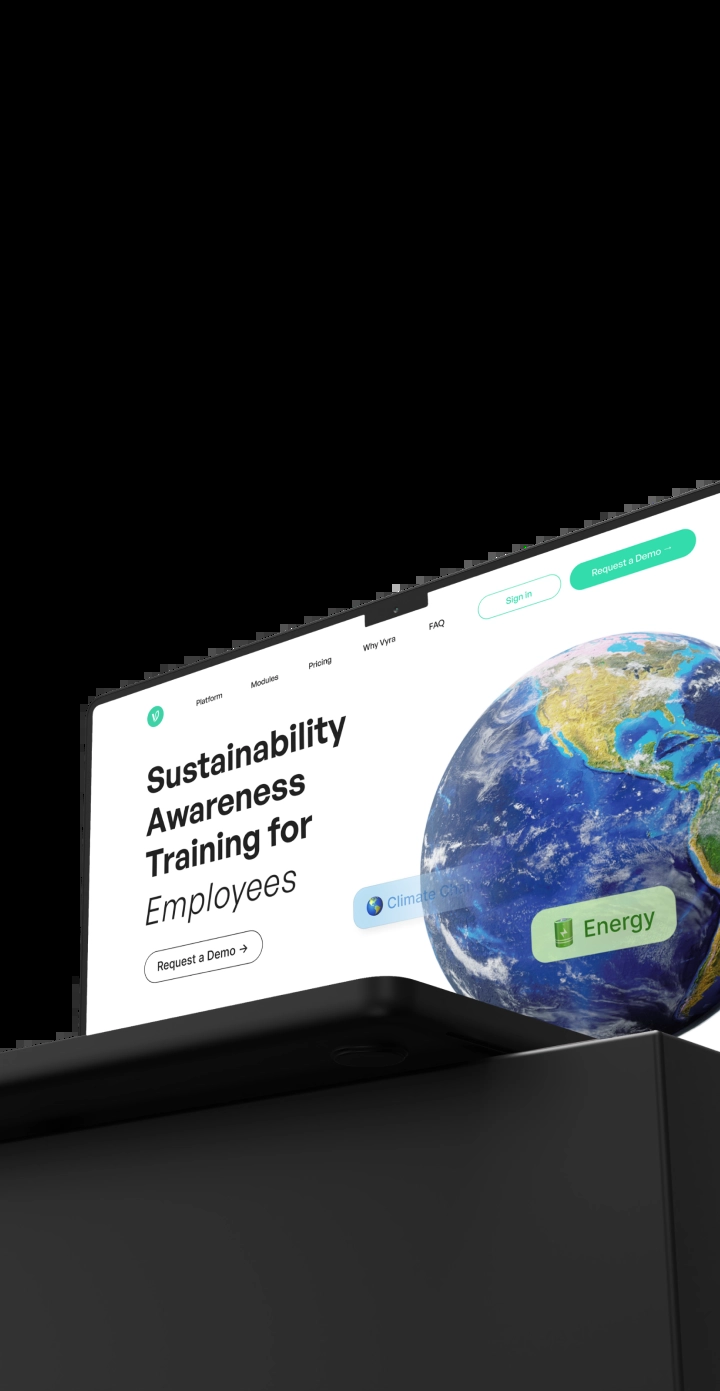 Platform
Modules
Pricing
Why Vyra
FAQ
Sign in
Request a Demo →
Sustainability
Awareness
Training for
Employees
Request a Demo →
Climate
Energy